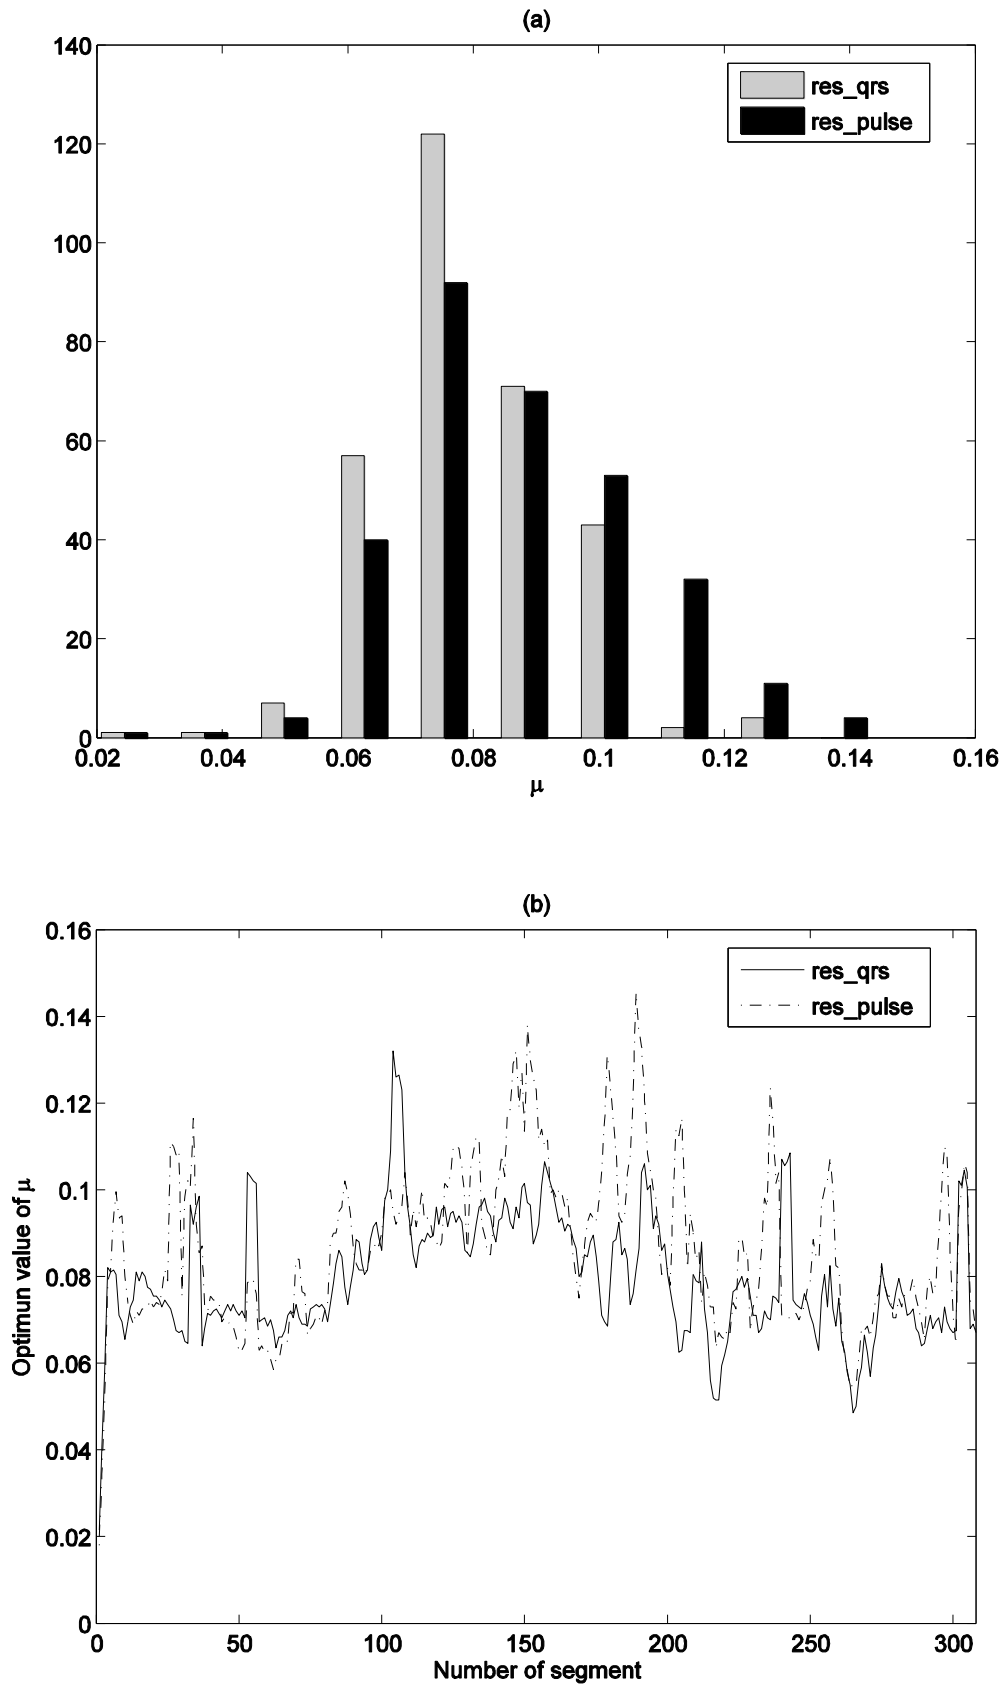 (a)
140
120
100
80
60
40
20
0
0.02 0.04 0.06 0.08 0.1 0.12 0.14 0.16
μ
res_qrs
res_pulse
(b)
0.16
0.14
0.12
0.1
0.08
0.06
0.04
0.02
0
Optimun value of μ
0 50 100 150 200 250 300
Number of segment
res_qrs
res_pulse